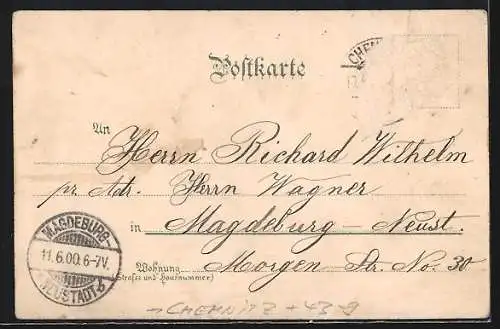 CHEM
Postkarte
An Herrn Richard Wilhelm
pr. Adr. Herrn Wagner
in Magdeburg-Neust.
Wohnung Morgen Str. No. 30
(Strasse und Hausnummer)
MAGDEBURG
11.6.00.6-7V.
NEUSTADT
CHEMNITZ